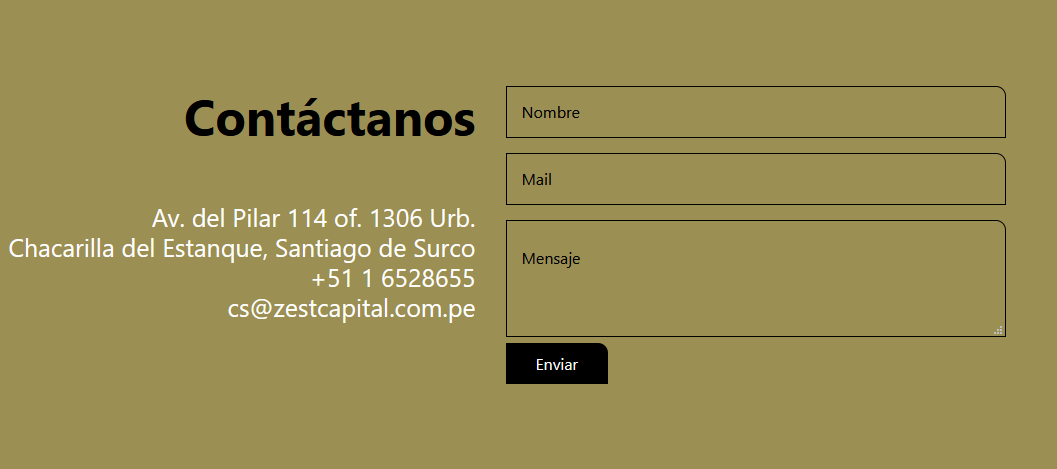 Contáctanos
Av. del Pilar 114 of. 1306 Urb.
Chacarilla del Estanque, Santiago de Surco
+51 1 6528655
cs@zestcapital.com.pe
Nombre
Mail
Mensaje
Enviar